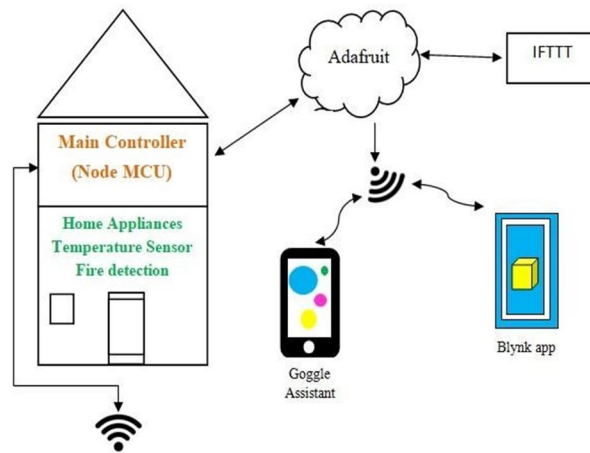 Adafruit
IFTTT
Main Controller
(Node MCU)
Home Appliances
Temperature Sensor
Fire detection
Goggle
Assistant
Blynk app